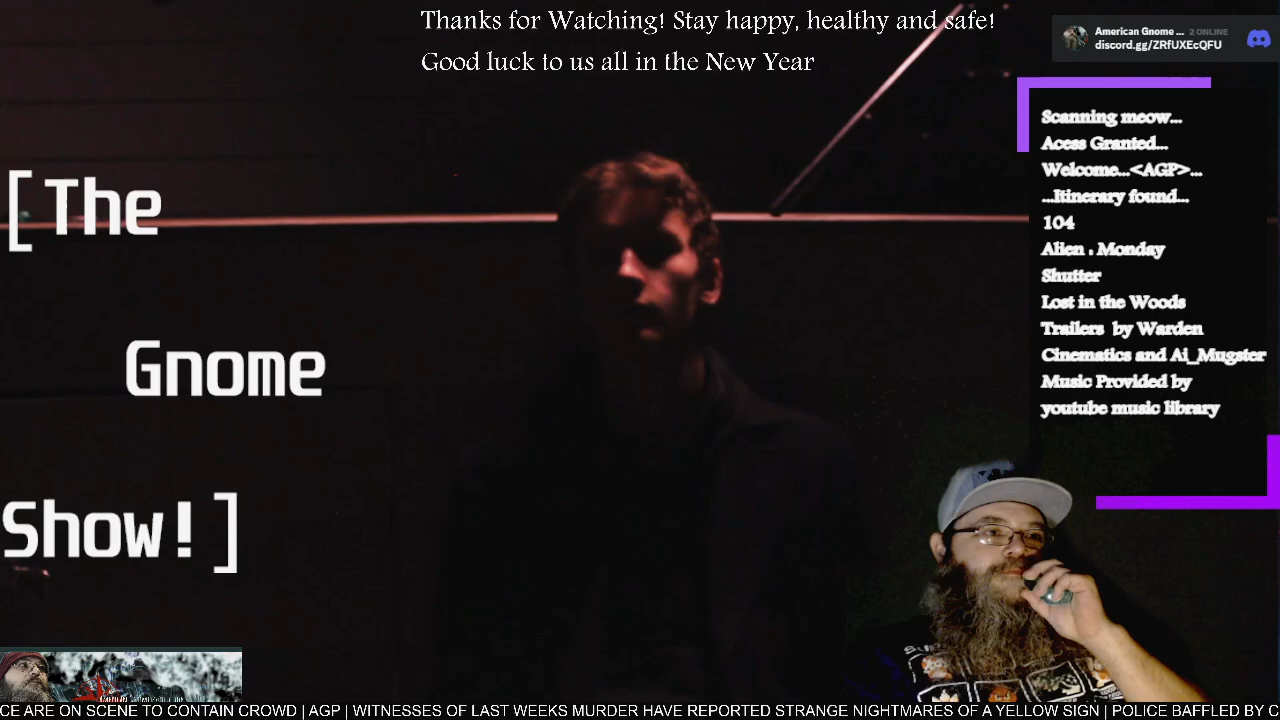 Thanks for Watching! Stay happy, healthy and safe!
Good luck to us all in the New Year
American Gnome ... 2 ONLINE
discord.gg/ZRfUXEcQFU
[The
Gnome
Show!]
Scanning meow...
Acess Granted...
Welcome...<AGP>...
...Itinerary found...
104
Alien . Monday
Shutter
Lost in the Woods
Trailers by Warden
Cinematics and Ai_Mugster
Music Provided by
youtube music library
CE ARE ON SCENE TO CONTAIN CROWD | AGP | WITNESSES OF LAST WEEKS MURDER HAVE REPORTED STRANGE NIGHTMARES OF A YELLOW SIGN | POLICE BAFFLED BY C